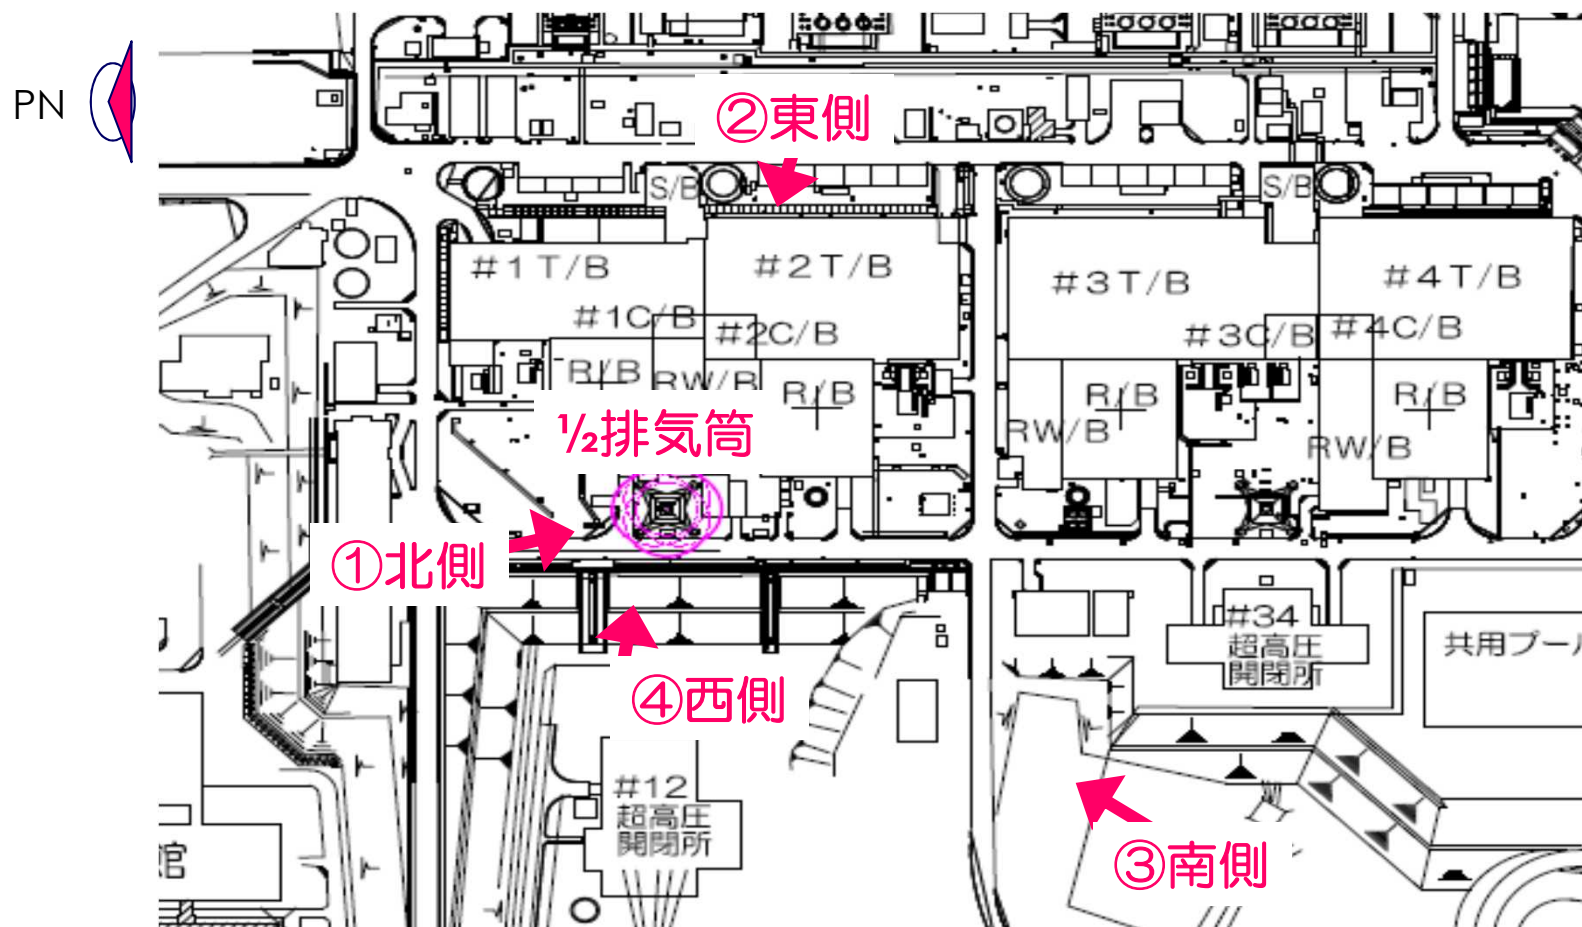 PN
②東側
S/B
S/B
#1T/B
#2T/B
#3T/B
#4T/B
#1C/B
#2C/B
#3C/B
#4C/B
R/B
RW/B
R/B
R/B
R/B
RW/B
RW/B
½排気筒
①北側
#34
超高圧
開閉所
共用プー
④西側
#12
超高圧
開閉所
館
③南側